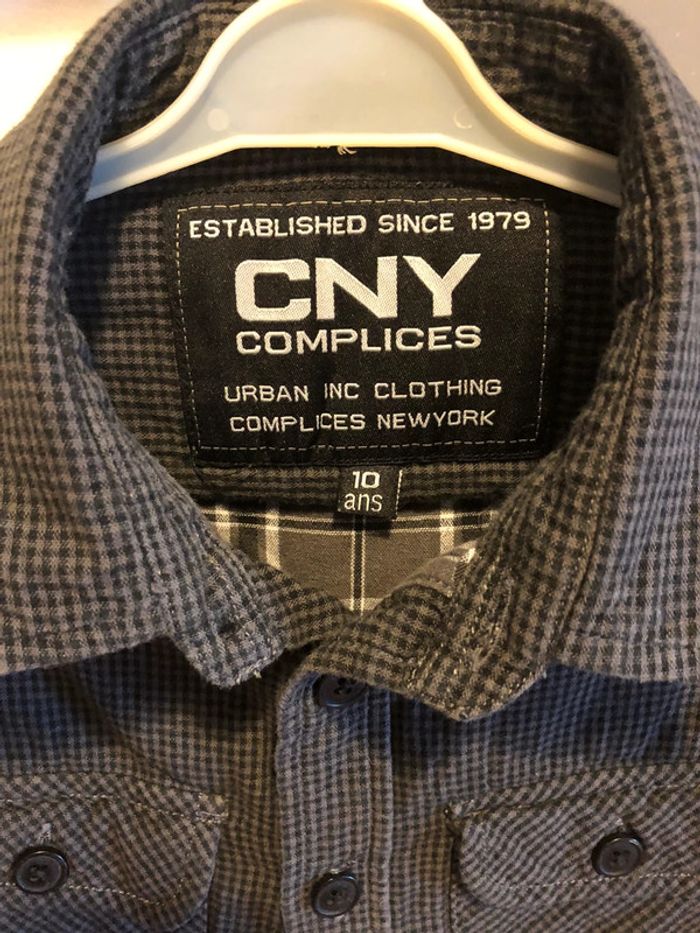 ESTABLISHED SINCE 1979
CNY
COMPLICES
URBAN INC CLOTHING
COMPLICES NEWYORK
10
ans